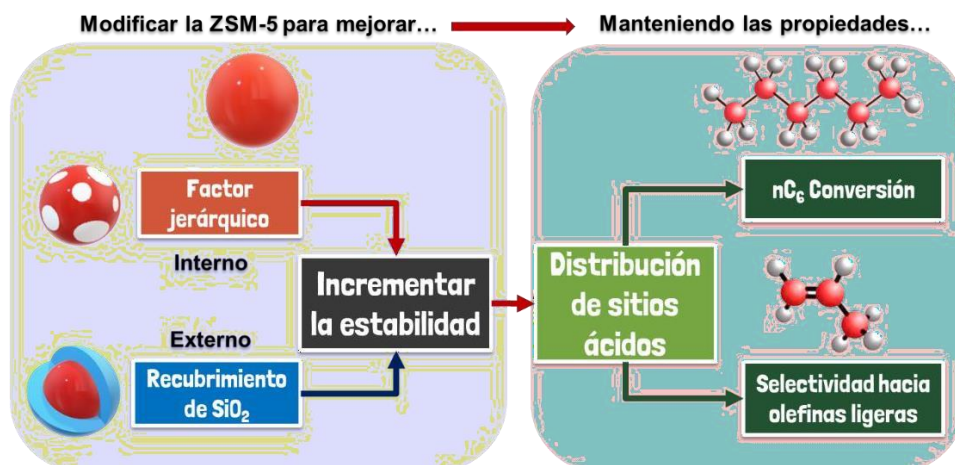 Modificar la ZSM-5 para mejorar...
Manteniendo las propiedades...
Factor
jerárquico
Interno
Externo
Recubrimiento
de SiO₂
Incrementar
la estabilidad
Distribución
de sitios
ácidos
nC₆ Conversión
Selectividad hacia
olefinas ligeras